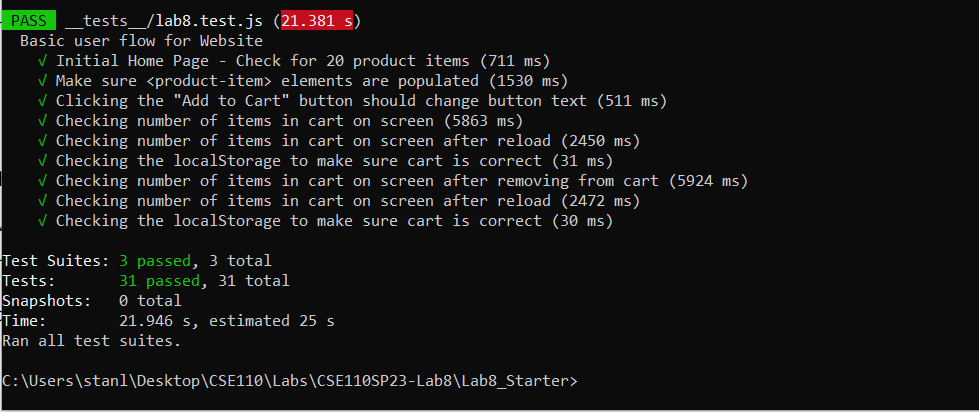 PASS __tests__/lab8.test.js (21.381 s)
Basic user flow for Website
√ Initial Home Page - Check for 20 product items (711 ms)
√ Make sure <product-item> elements are populated (1530 ms)
√ Clicking the "Add to Cart" button should change button text (511 ms)
√ Checking number of items in cart on screen (5863 ms)
√ Checking number of items in cart on screen after reload (2450 ms)
√ Checking the localStorage to make sure cart is correct (31 ms)
√ Checking number of items in cart on screen after removing from cart (5924 ms)
√ Checking number of items in cart on screen after reload (2472 ms)
√ Checking the localStorage to make sure cart is correct (30 ms)
Test Suites: 3 passed, 3 total
Tests: 31 passed, 31 total
Snapshots: 0 total
Time: 21.946 s, estimated 25 s
Ran all test suites.
C:\Users\stanl\Desktop\CSE110\Labs\CSE110SP23-Lab8\Lab8_Starter>